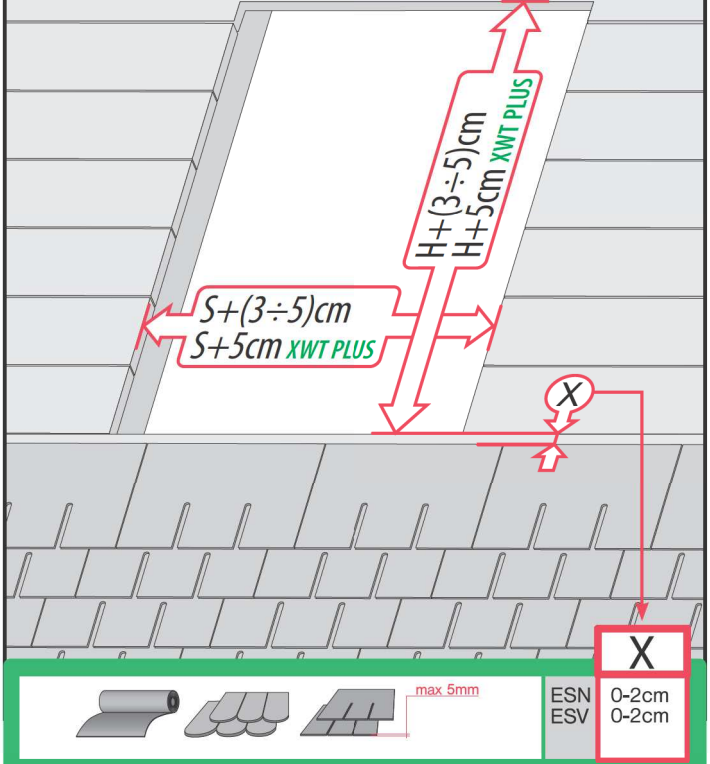 H+(3÷5)cm
H+5cm XWT PLUS
S+(3÷5)cm
S+5cm XWT PLUS
X
X
max 5mm
ESN 0-2cm
ESV 0-2cm